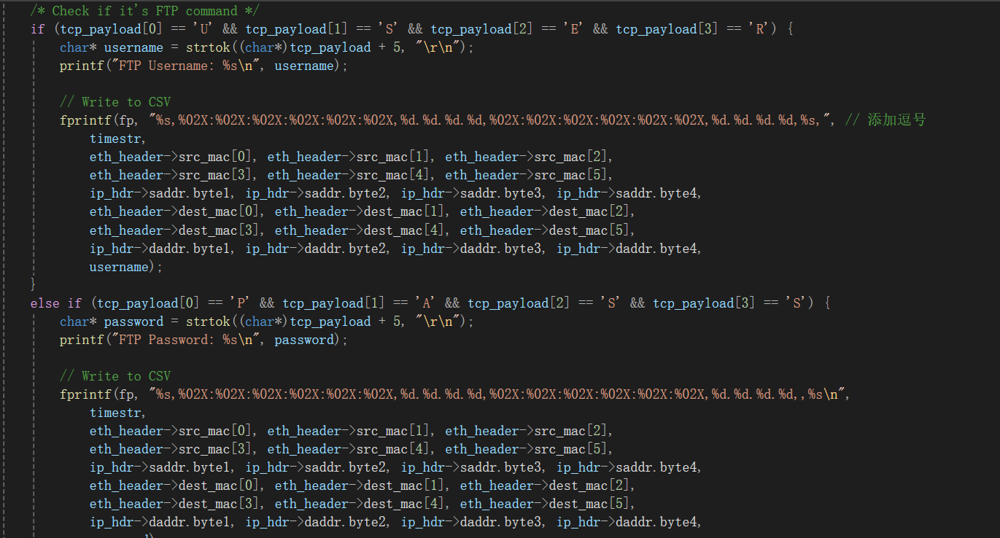 /* Check if it's FTP command */
if (tcp_payload[0] == 'U' && tcp_payload[1] == 'S' && tcp_payload[2] == 'E' && tcp_payload[3] == 'R') {
char* username = strtok((char*)tcp_payload + 5, "\r\n");
printf("FTP Username: %s\n", username);
// Write to CSV
fprintf(fp, "%s,%02X:%02X:%02X:%02X:%02X:%02X,%d.%d.%d.%d,%02X:%02X:%02X:%02X:%02X:%02X,%d.%d.%d.%d,%s,", // 添加逗号
timestr,
eth_header->src_mac[0], eth_header->src_mac[1], eth_header->src_mac[2],
eth_header->src_mac[3], eth_header->src_mac[4], eth_header->src_mac[5],
ip_hdr->saddr.byte1, ip_hdr->saddr.byte2, ip_hdr->saddr.byte3, ip_hdr->saddr.byte4,
eth_header->dest_mac[0], eth_header->dest_mac[1], eth_header->dest_mac[2],
eth_header->dest_mac[3], eth_header->dest_mac[4], eth_header->dest_mac[5],
ip_hdr->daddr.byte1, ip_hdr->daddr.byte2, ip_hdr->daddr.byte3, ip_hdr->daddr.byte4,
username);
}
else if (tcp_payload[0] == 'P' && tcp_payload[1] == 'A' && tcp_payload[2] == 'S' && tcp_payload[3] == 'S') {
char* password = strtok((char*)tcp_payload + 5, "\r\n");
printf("FTP Password: %s\n", password);
// Write to CSV
fprintf(fp, "%s,%02X:%02X:%02X:%02X:%02X:%02X,%d.%d.%d.%d,%02X:%02X:%02X:%02X:%02X:%02X,%d.%d.%d.%d,,%s\n",
timestr,
eth_header->src_mac[0], eth_header->src_mac[1], eth_header->src_mac[2],
eth_header->src_mac[3], eth_header->src_mac[4], eth_header->src_mac[5],
ip_hdr->saddr.byte1, ip_hdr->saddr.byte2, ip_hdr->saddr.byte3, ip_hdr->saddr.byte4,
eth_header->dest_mac[0], eth_header->dest_mac[1], eth_header->dest_mac[2],
eth_header->dest_mac[3], eth_header->dest_mac[4], eth_header->dest_mac[5],
ip_hdr->daddr.byte1, ip_hdr->daddr.byte2, ip_hdr->daddr.byte3, ip_hdr->daddr.byte4,